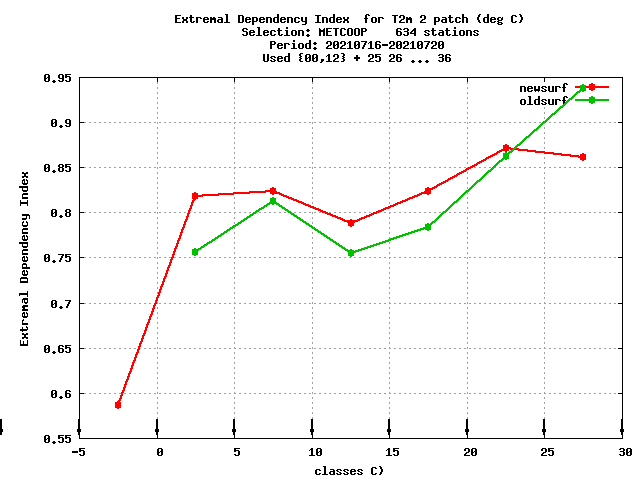 Extremal Dependency Index  for T2m 2 patch (deg C)
Selection: METCOOP    634 stations
Period: 20210716-20210720
Used {00,12} + 25 26 ... 36
newsurf
oldsurf
Extremal Dependency Index
0.95
0.9
0.85
0.8
0.75
0.7
0.65
0.6
0.55
-5 0 5 10 15 20 25 30
classes C)